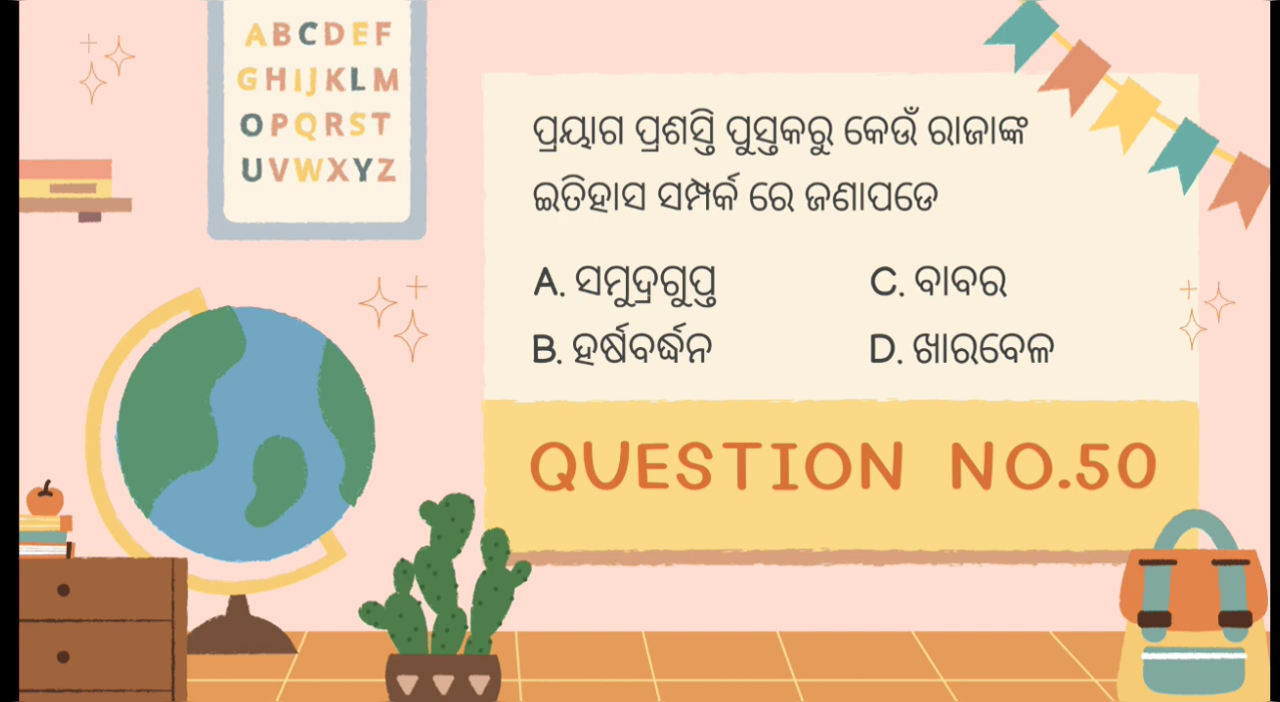 ABCDEF
GHIJKLM
OPQRST
UVWXYZ
ପ୍ରୟାଗ ପ୍ରଶସ୍ତି ପୁସ୍ତକରୁ କେଉଁ ରାଜାଙ୍କ
ଇତିହାସ ସମ୍ପର୍କ ରେ ଜଣାପଡେ
A. ସମୁଦ୍ରଗୁପ୍ତ
B. ହର୍ଷବର୍ଦ୍ଧନ
C. ବାବର
D. ଖାରବେଳ
QUESTION NO.50